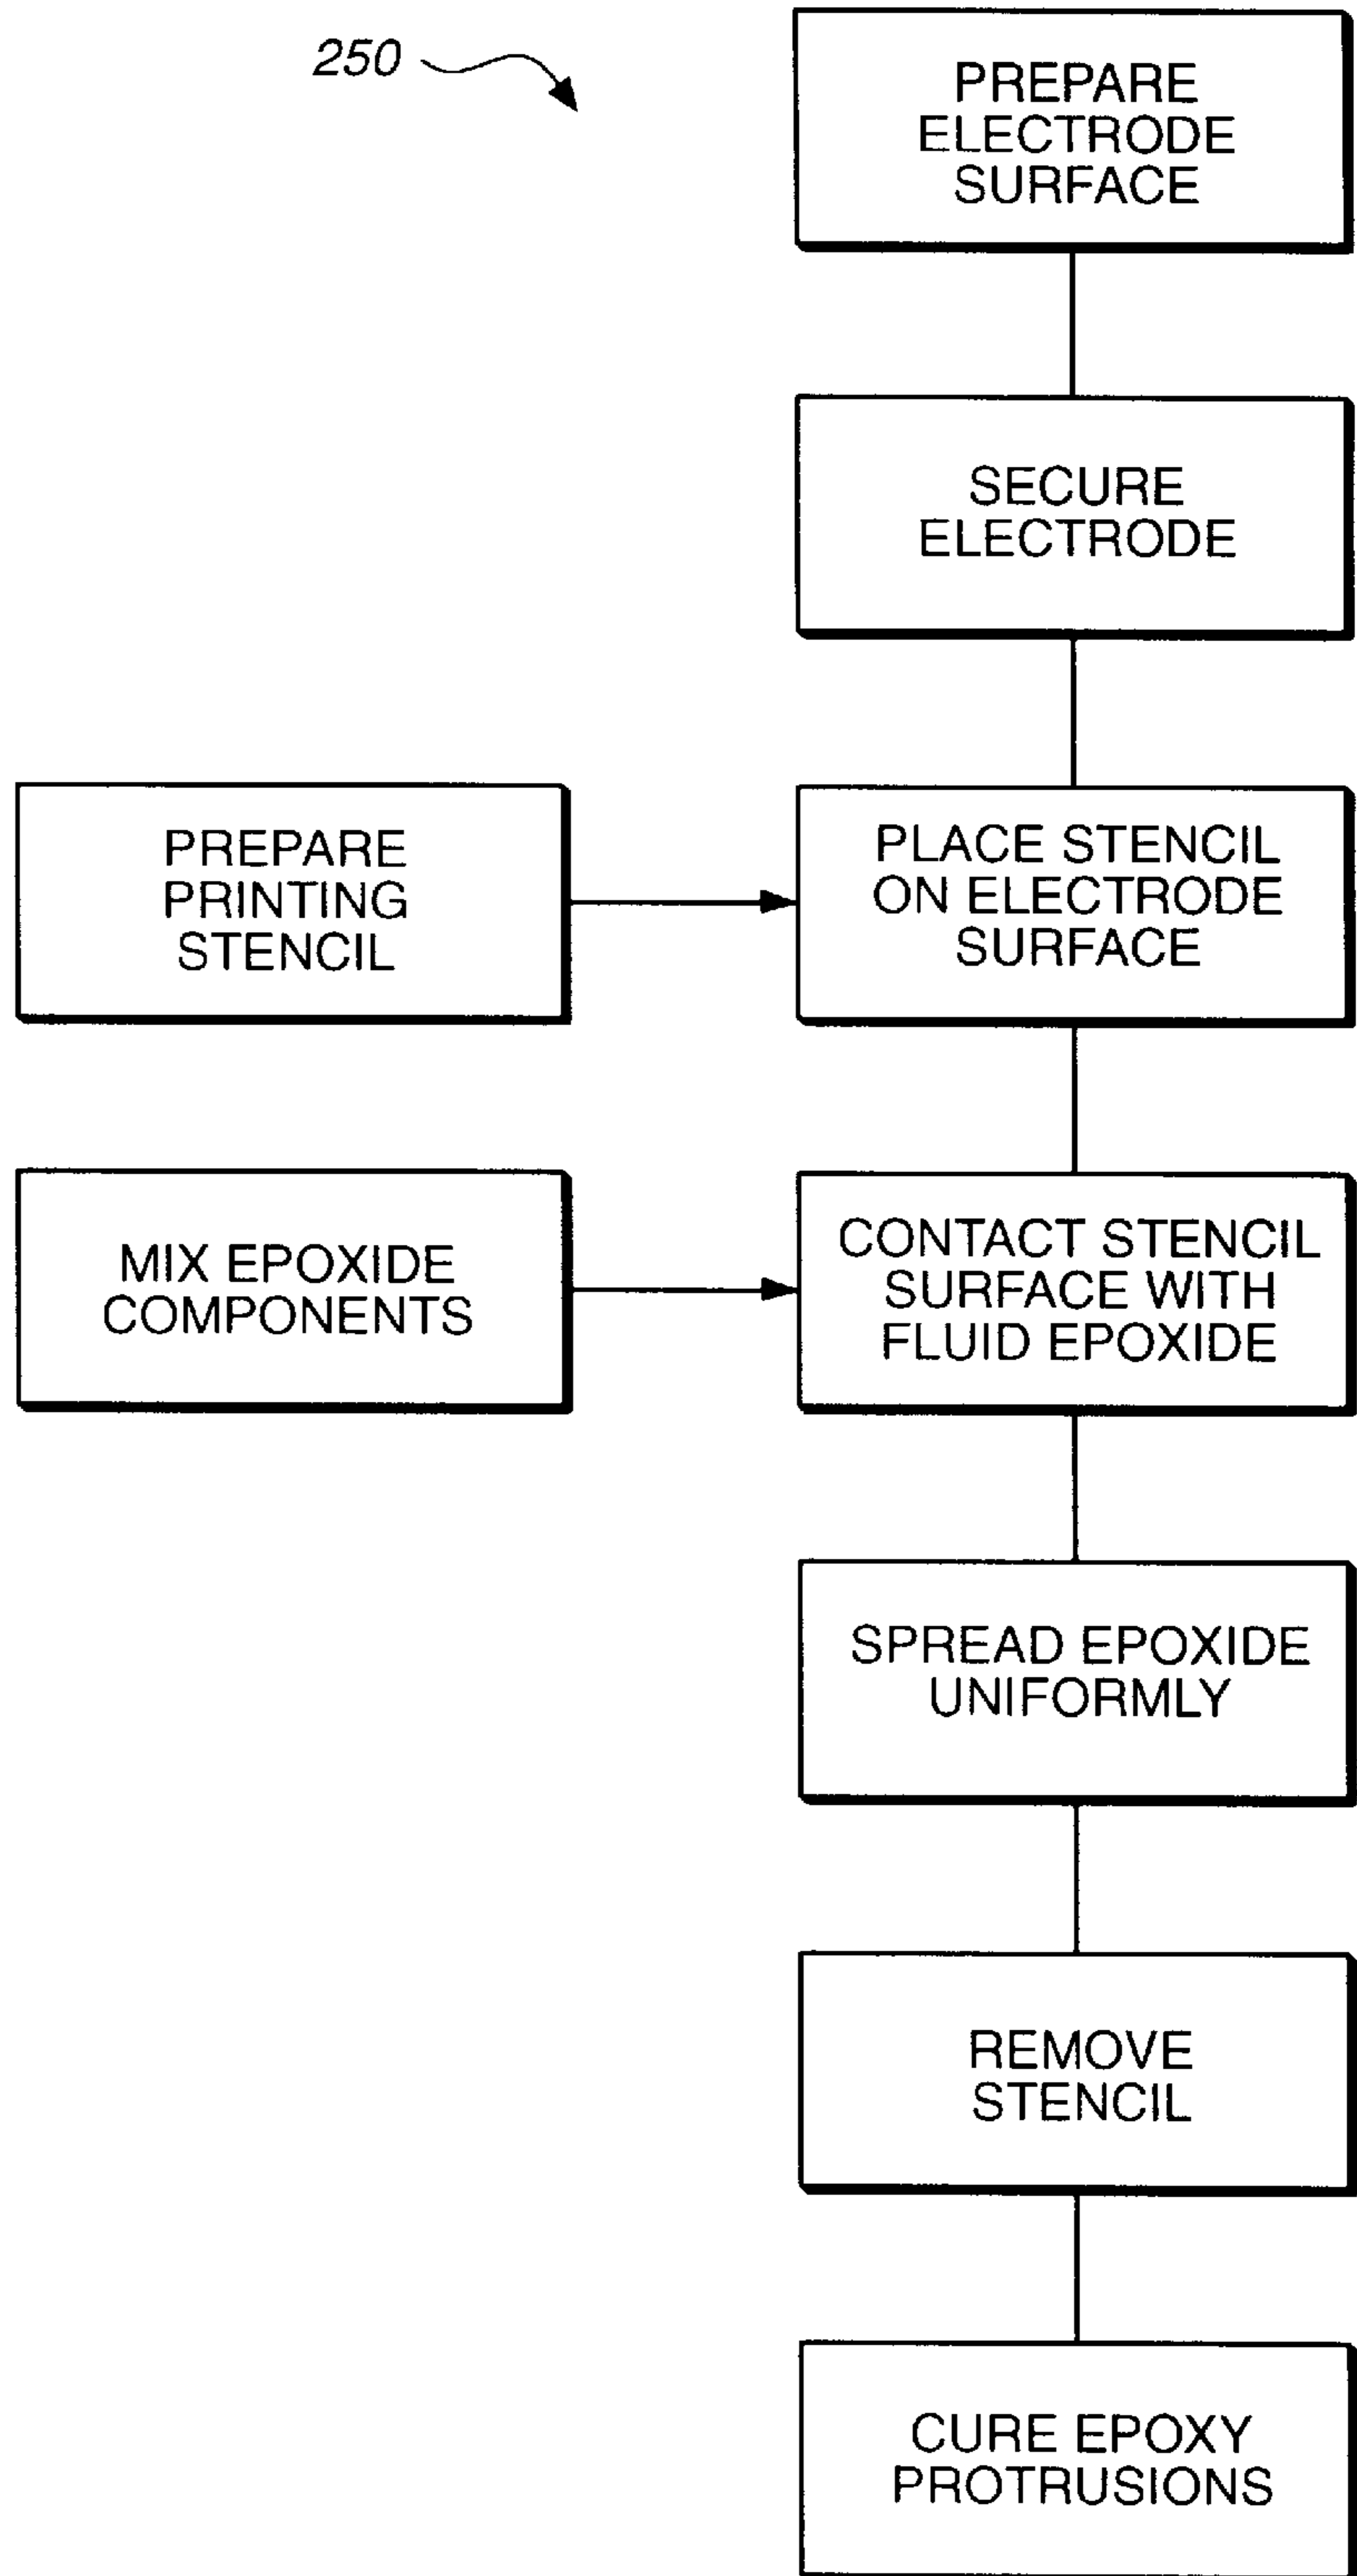 250
PREPARE
ELECTRODE
SURFACE
SECURE
ELECTRODE
PREPARE
PRINTING
STENCIL
PLACE STENCIL
ON ELECTRODE
SURFACE
MIX EPOXIDE
COMPONENTS
CONTACT STENCIL
SURFACE WITH
FLUID EPOXIDE
SPREAD EPOXIDE
UNIFORMLY
REMOVE
STENCIL
CURE EPOXY
PROTRUSIONS